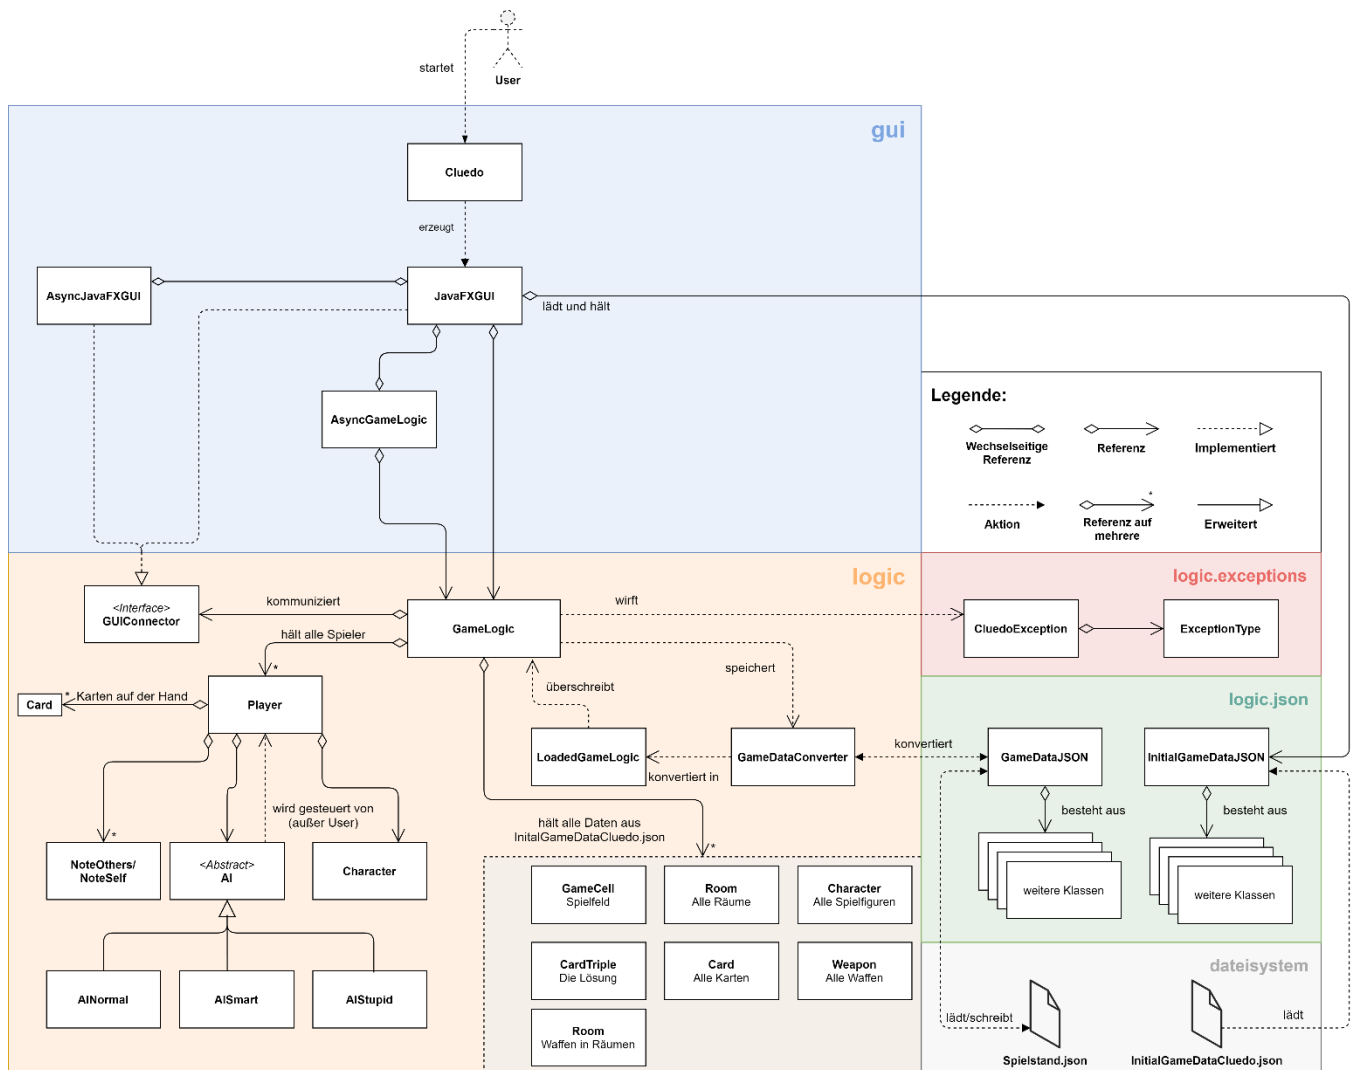 startet
User
gui
Cluedo
erzeugt
AsyncJavaFXGUI
JavaFXGUI
lädt und hält
AsyncGameLogic
Legende:
Wechselseitige
Referenz
Referenz
Implementiert
Aktion
*
Referenz auf
mehrere
Erweitert
logic
logic.exceptions
<Interface>
GUIConnector
kommuniziert
hält alle Spieler
*
GameLogic
wirft
CluedoException
ExceptionType
speichert
überschreibt
logic.json
Card
* Karten auf der Hand
Player
LoadedGameLogic
konvertiert in
GameDataConverter
konvertiert
GameDataJSON
InitialGameDataJSON
wird gesteuert von
(außer User)
hält alle Daten aus
InitalGameDataCluedo.json
*
besteht aus
besteht aus
*
NoteOthers/
NoteSelf
<Abstract>
AI
Character
weitere Klassen
weitere Klassen
GameCell
Spielfeld
Room
Alle Räume
Character
Alle Spielfiguren
CardTriple
Die Lösung
Card
Alle Karten
Weapon
Alle Waffen
Room
Waffen in Räumen
AINormal
AISmart
AIStupid
dateisystem
lädt/schreibt
lädt
Spielstand.json
InitialGameDataCluedo.json